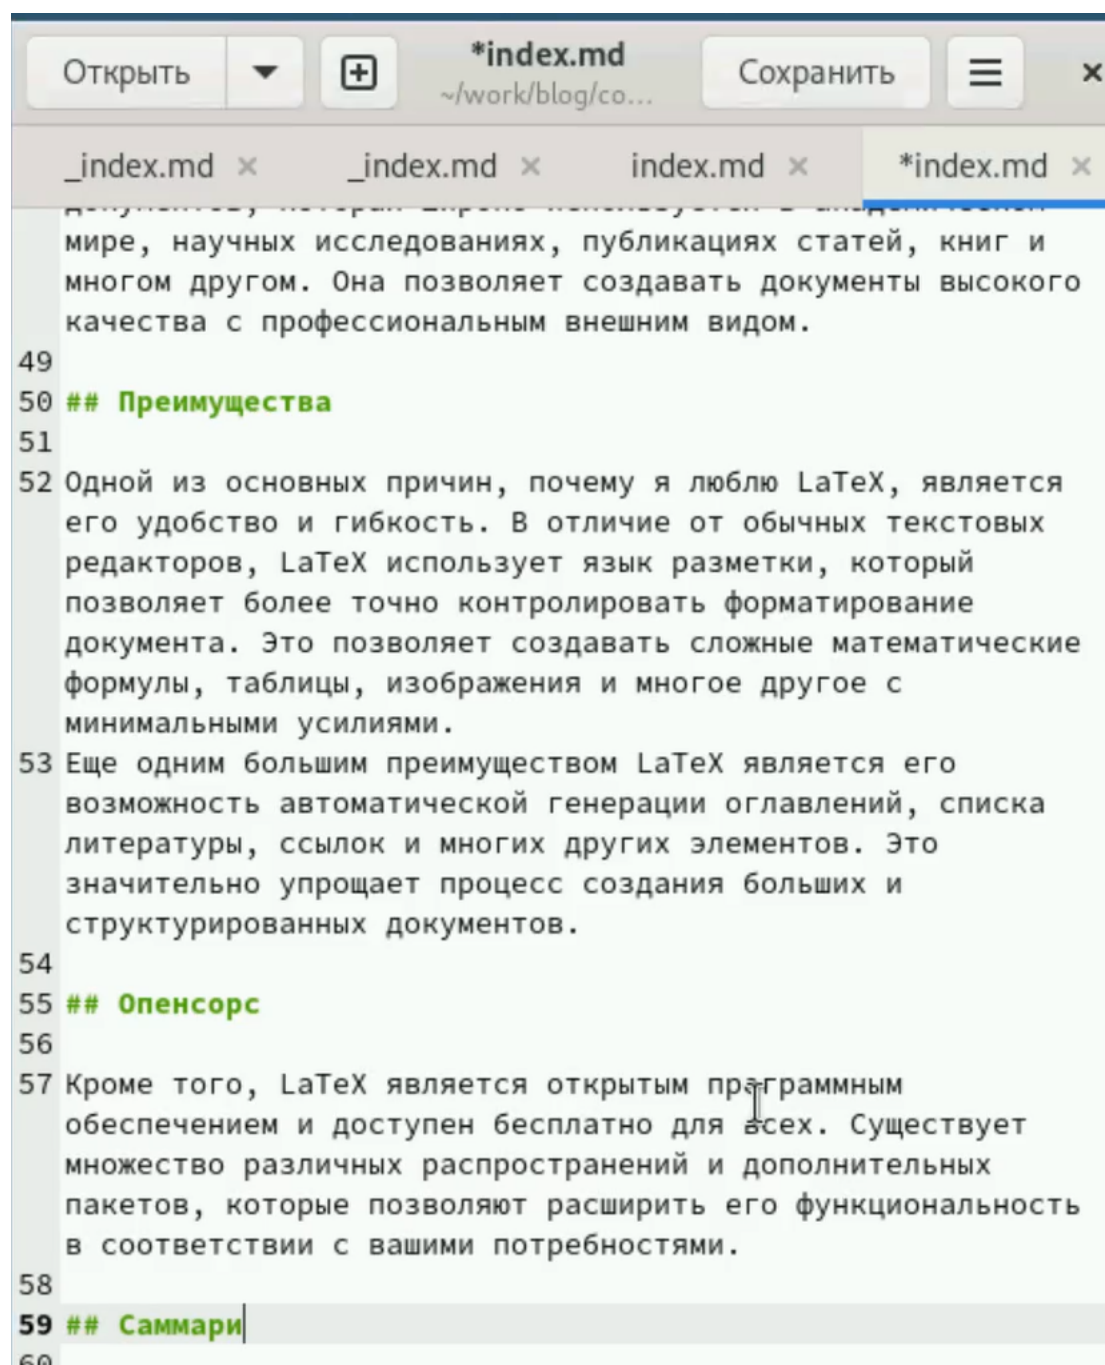 Открыть
*index.md
~/work/blog/co...
Сохранить
_index.md
_index.md
index.md
*index.md
документов, которая широко используется в академическом
мире, научных исследованиях, публикациях статей, книг и
многом другом. Она позволяет создавать документы высокого
качества с профессиональным внешним видом.
49
50 ## Преимущества
51
52 Одной из основных причин, почему я люблю LaTeX, является
его удобство и гибкость. В отличие от обычных текстовых
редакторов, LaTeX использует язык разметки, который
позволяет более точно контролировать форматирование
документа. Это позволяет создавать сложные математические
формулы, таблицы, изображения и многое другое с
минимальными усилиями.
53 Еще одним большим преимуществом LaTeX является его
возможность автоматической генерации оглавлений, списка
литературы, ссылок и многих других элементов. Это
значительно упрощает процесс создания больших и
структурированных документов.
54
55 ## Опенсорс
56
57 Кроме того, LaTeX является открытым программным
обеспечением и доступен бесплатно для всех. Существует
множество различных распространений и дополнительных
пакетов, которые позволяют расширить его функциональность
в соответствии с вашими потребностями.
58
59 ## Саммари
60